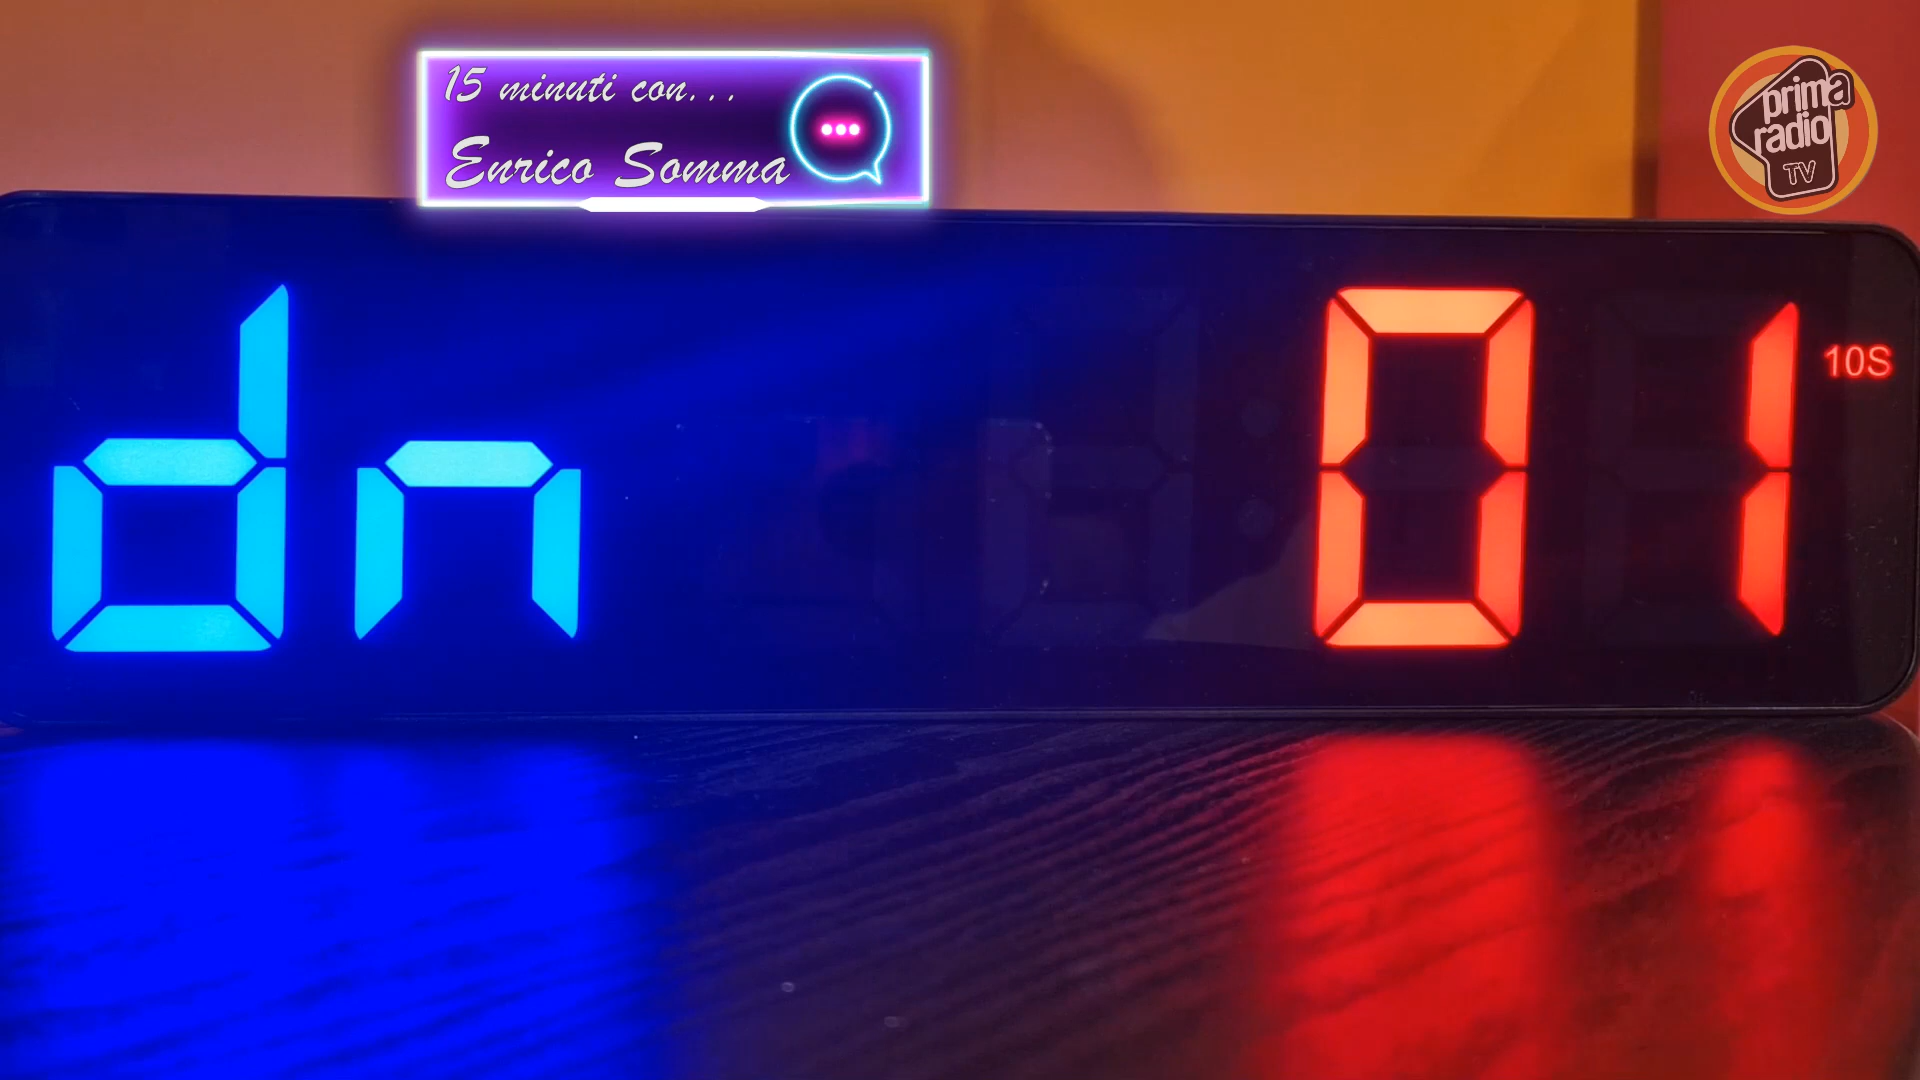 15 minuti con...
Enrico Somma
prima
radio
TV
dn 01
10S